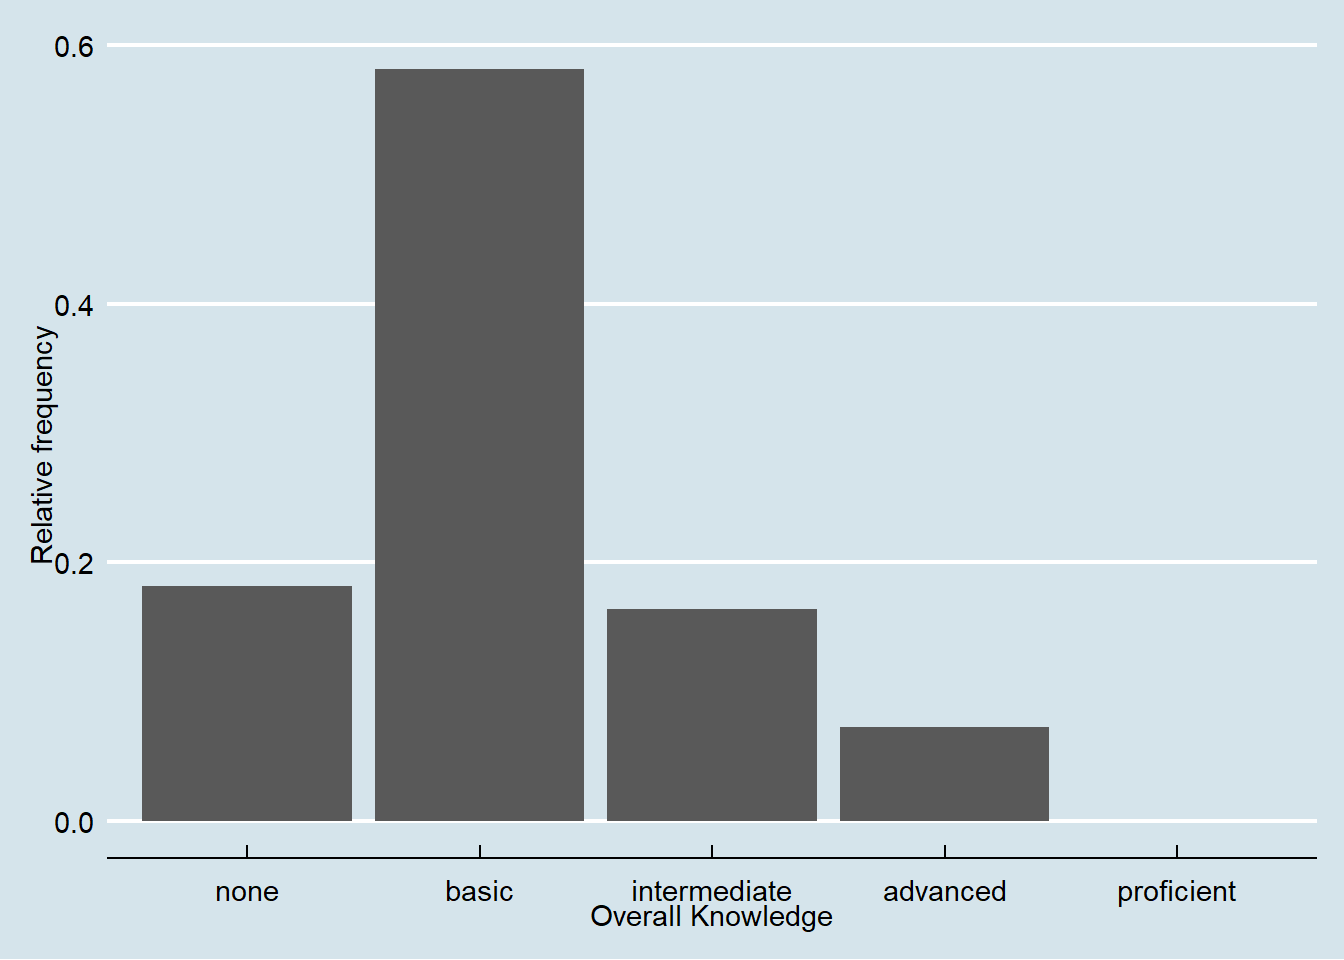 0.6
0.4
0.2
0.0
Relative frequency
none basic intermediate advanced proficient
Overall Knowledge